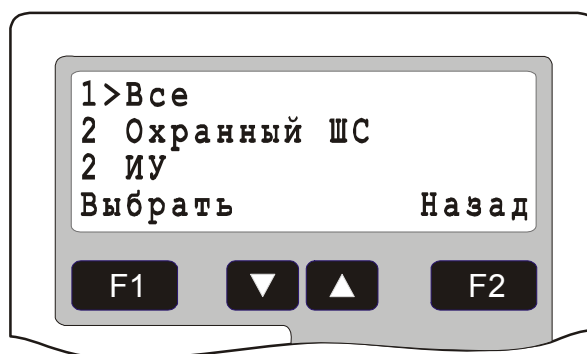 1>Все
2 Охранный ШС
2 ИУ
Выбрать Назад
F1 ▼ ▲ F2